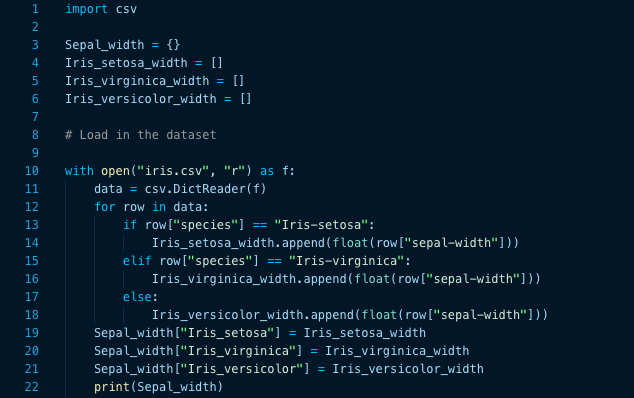 1 import csv
2
3 Sepal_width = {}
4 Iris_setosa_width = []
5 Iris_virginica_width = []
6 Iris_versicolor_width = []
7
8 # Load in the dataset
9
10 with open("iris.csv", "r") as f:
11     data = csv.DictReader(f)
12     for row in data:
13         if row["species"] == "Iris-setosa":
14             Iris_setosa_width.append(float(row["sepal-width"]))
15         elif row["species"] == "Iris-virginica":
16             Iris_virginica_width.append(float(row["sepal-width"]))
17         else:
18             Iris_versicolor_width.append(float(row["sepal-width"]))
19     Sepal_width["Iris_setosa"] = Iris_setosa_width
20     Sepal_width["Iris_virginica"] = Iris_virginica_width
21     Sepal_width["Iris_versicolor"] = Iris_versicolor_width
22     print(Sepal_width)